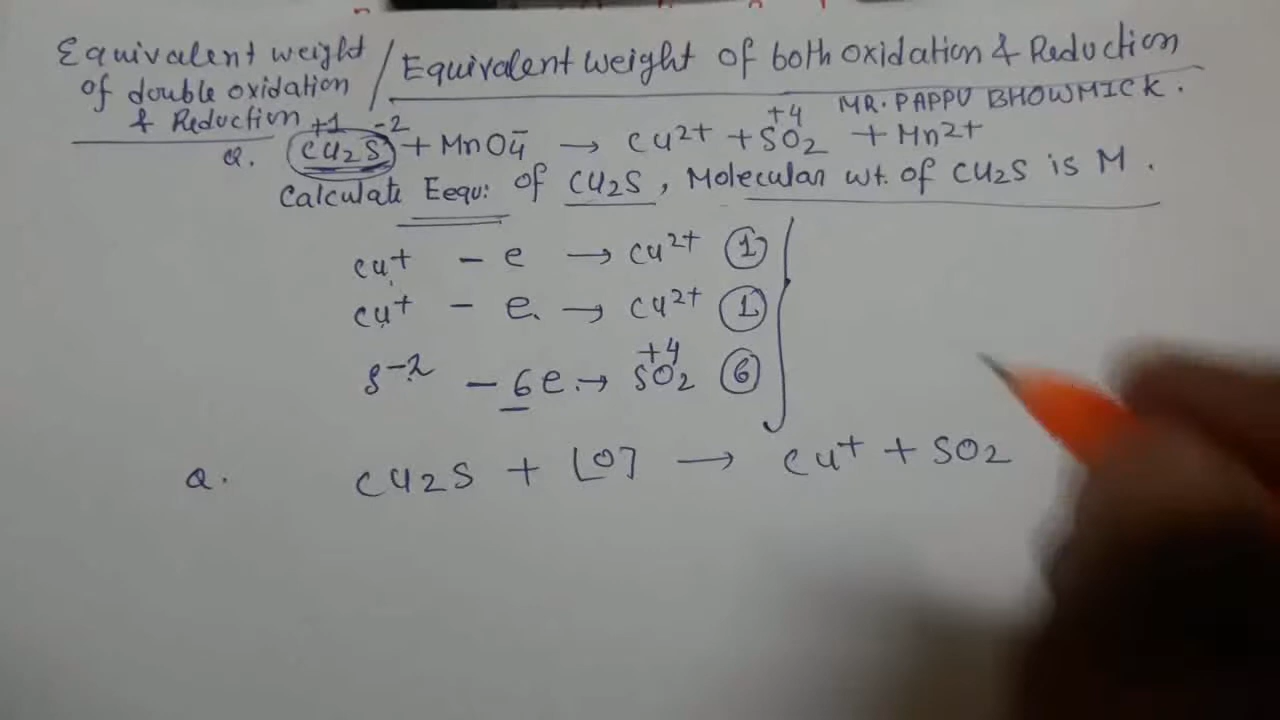 Equivalent weight of double oxidation & Reduction / Equivalent weight of both oxidation & Reduction
MR. PAPPU BHOWMICK.
+1 -2 +4
Q. Cu2S + MnO4- → Cu2+ + SO2 + Mn2+
Calculate Eequ: of Cu2S, Molecular wt. of Cu2S is M.
Cu+ - e → Cu2+ 1
Cu+ - e. → Cu2+ 1
+4
S-2 - 6e. → SO2 6
Q. Cu2S + [O] → Cu+ + SO2